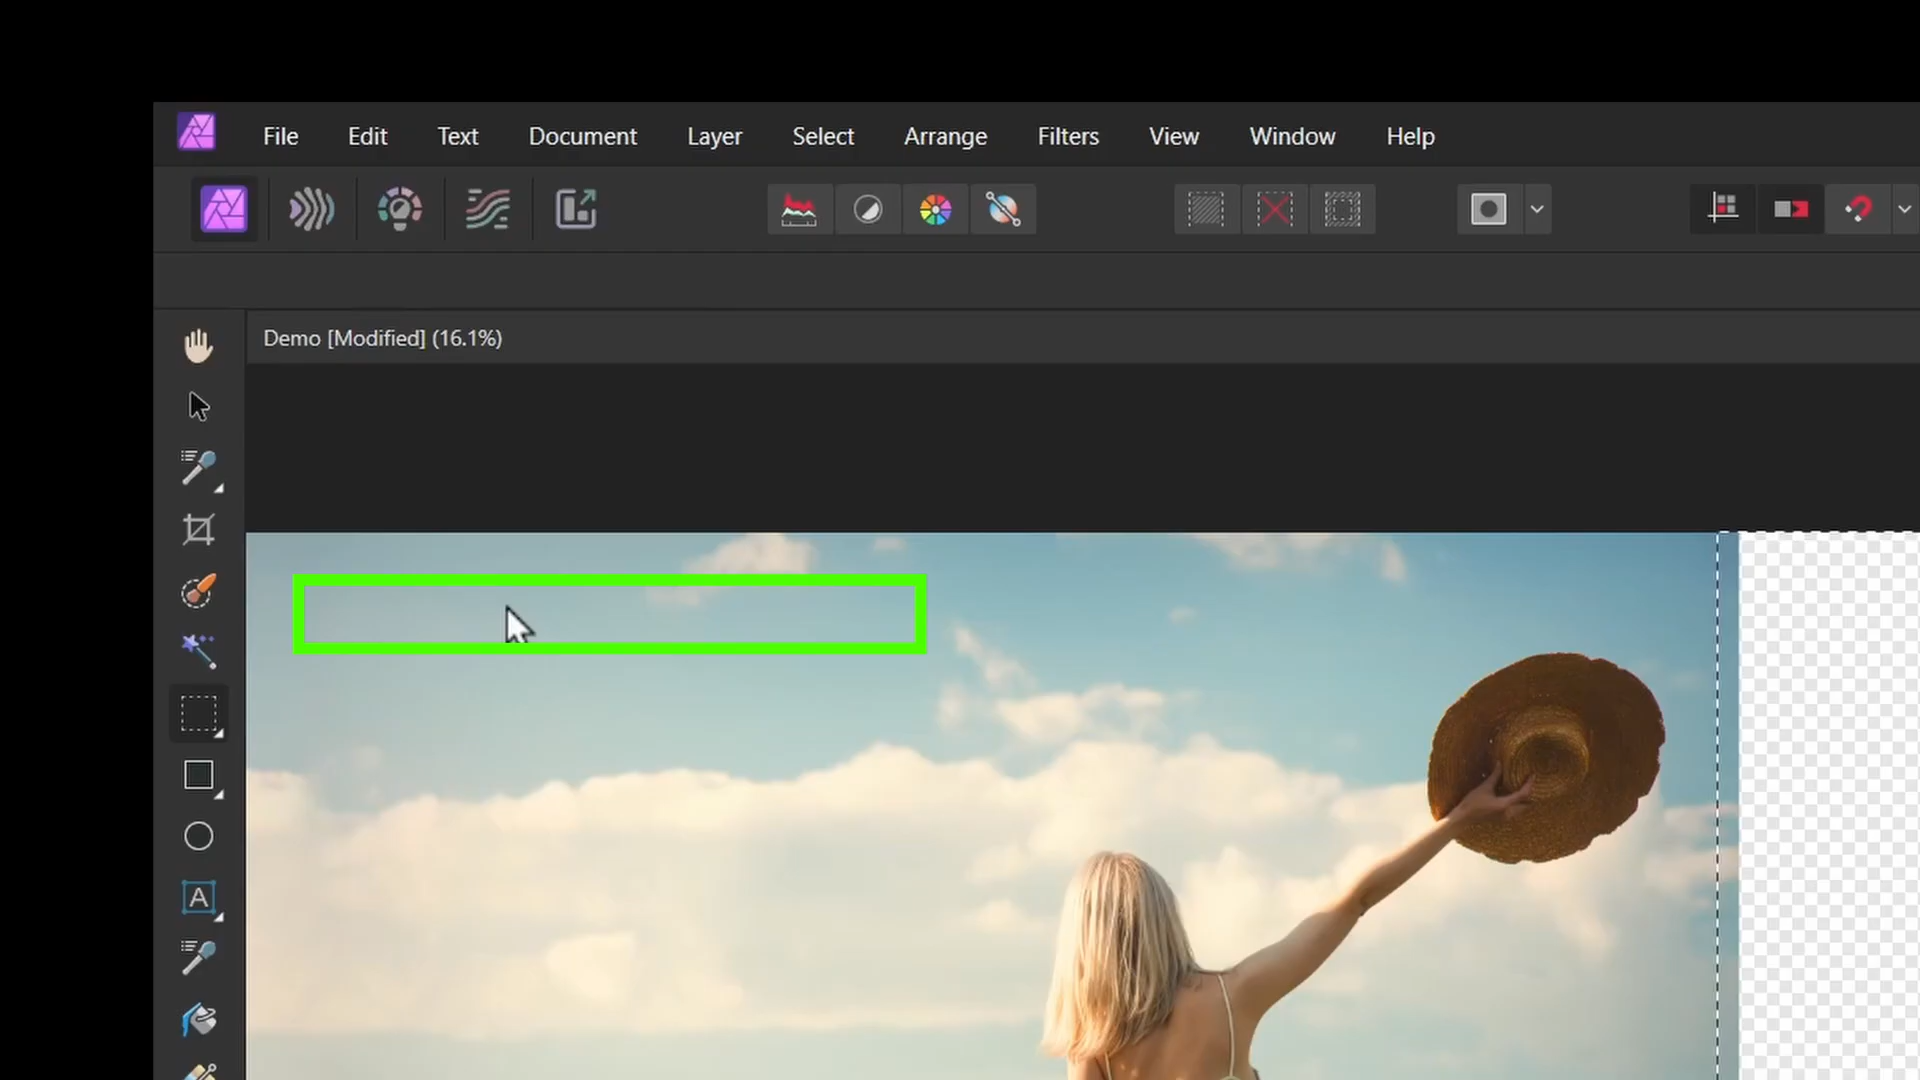 File Edit Text Document Layer Select Arrange Filters View Window Help
Demo [Modified] (16.1%)
A